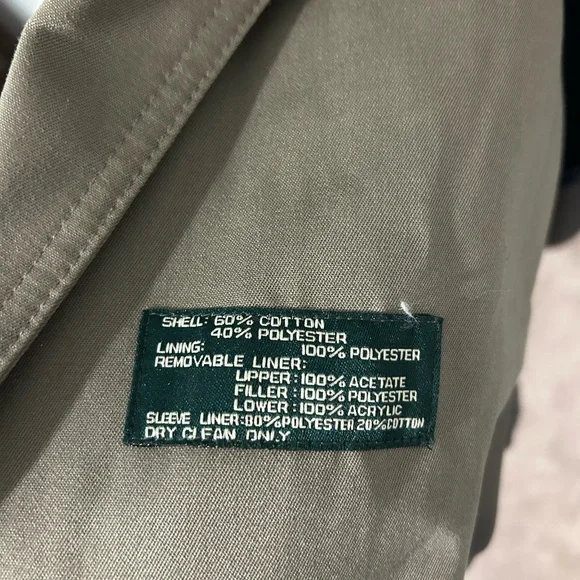 SHELL: 60% COTTON
40% POLYESTER
LINING: 100% POLYESTER
REMOVABLE LINER:
UPPER: 100% ACETATE
FILLER: 100% POLYESTER
LOWER: 100% ACRYLIC
SLEEVE LINER: 80% POLYESTER 20% COTTON
DRY CLEAN ONLY